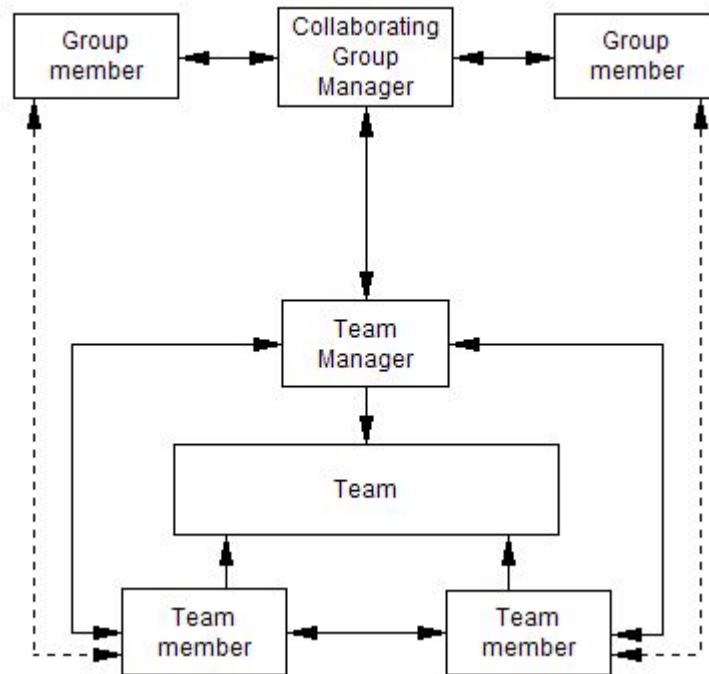 Group
member
Collaborating
Group
Manager
Group
member
Team
Manager
Team
Team
member
Team
member